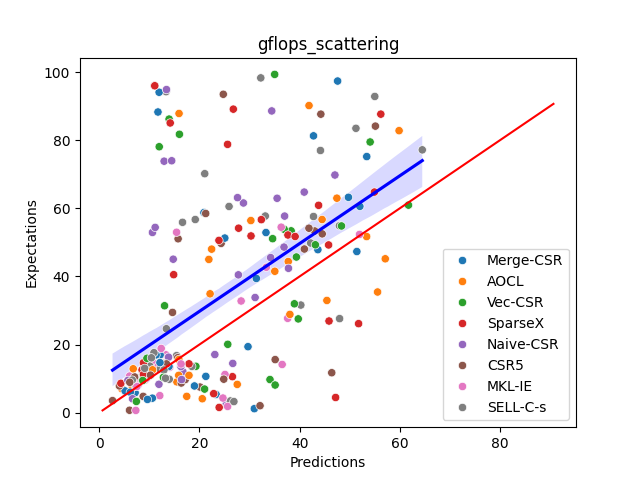 gflops_scattering
100
80
60
40
20
0
Expectations
0 20 40 60 80
Predictions
Merge-CSR
AOCL
Vec-CSR
SparseX
Naive-CSR
CSR5
MKL-IE
SELL-C-s